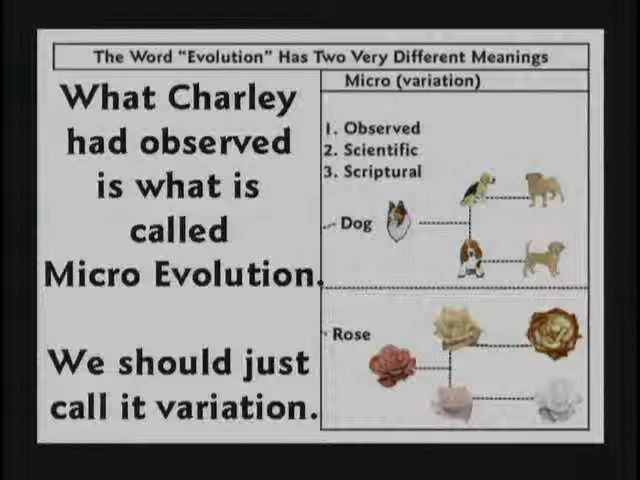 The Word “Evolution” Has Two Very Different Meanings
What Charley
had observed
is what is
called
Micro Evolution.
We should just
call it variation.
Micro (variation)
1. Observed
2. Scientific
3. Scriptural
Dog
Rose